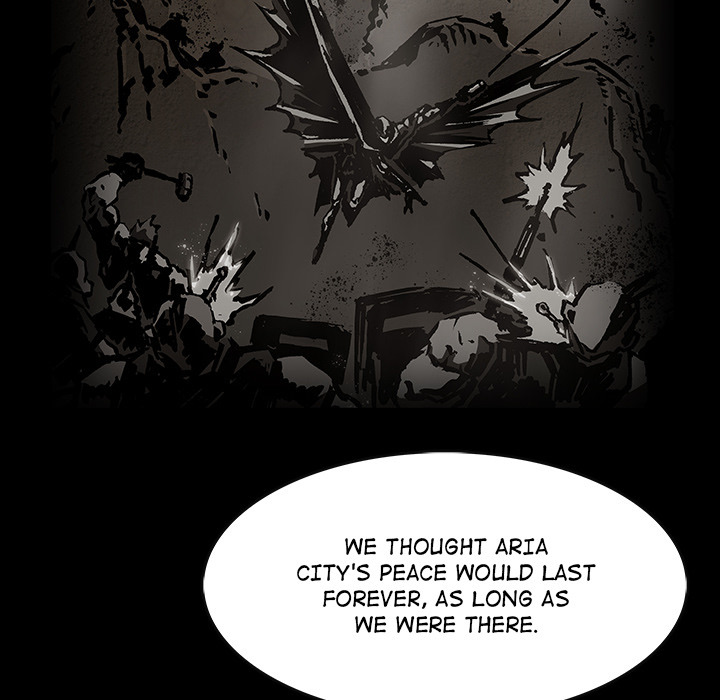 WE THOUGHT ARIA
CITY'S PEACE WOULD LAST
FOREVER, AS LONG AS
WE WERE THERE.